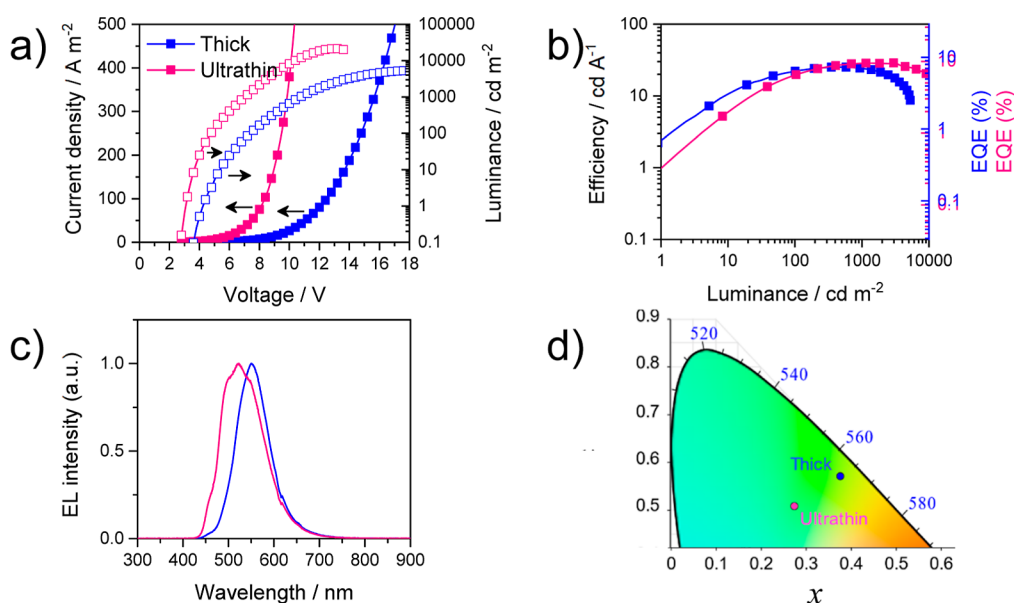 a)
Current density / A m-2
500
400
300
200
100
0
Thick
Ultrathin
100000
10000
1000
100
10
1
0.1
Luminance / cd m-2
0 2 4 6 8 10 12 14 16 18
Voltage / V
b)
Efficiency / cd A-1
100
10
1
0.1
10
1
0.1
EQE (%)
EQE (%)
1 10 100 1000 10000
Luminance / cd m-2
c)
EL intensity (a.u.)
1.0
0.5
0.0
300 400 500 600 700 800 900
Wavelength / nm
d)
0.9
0.8
0.7
0.6
0.5
520
540
560
580
Thick
Ultrathin
0 0.1 0.2 0.3 0.4 0.5 0.6
x